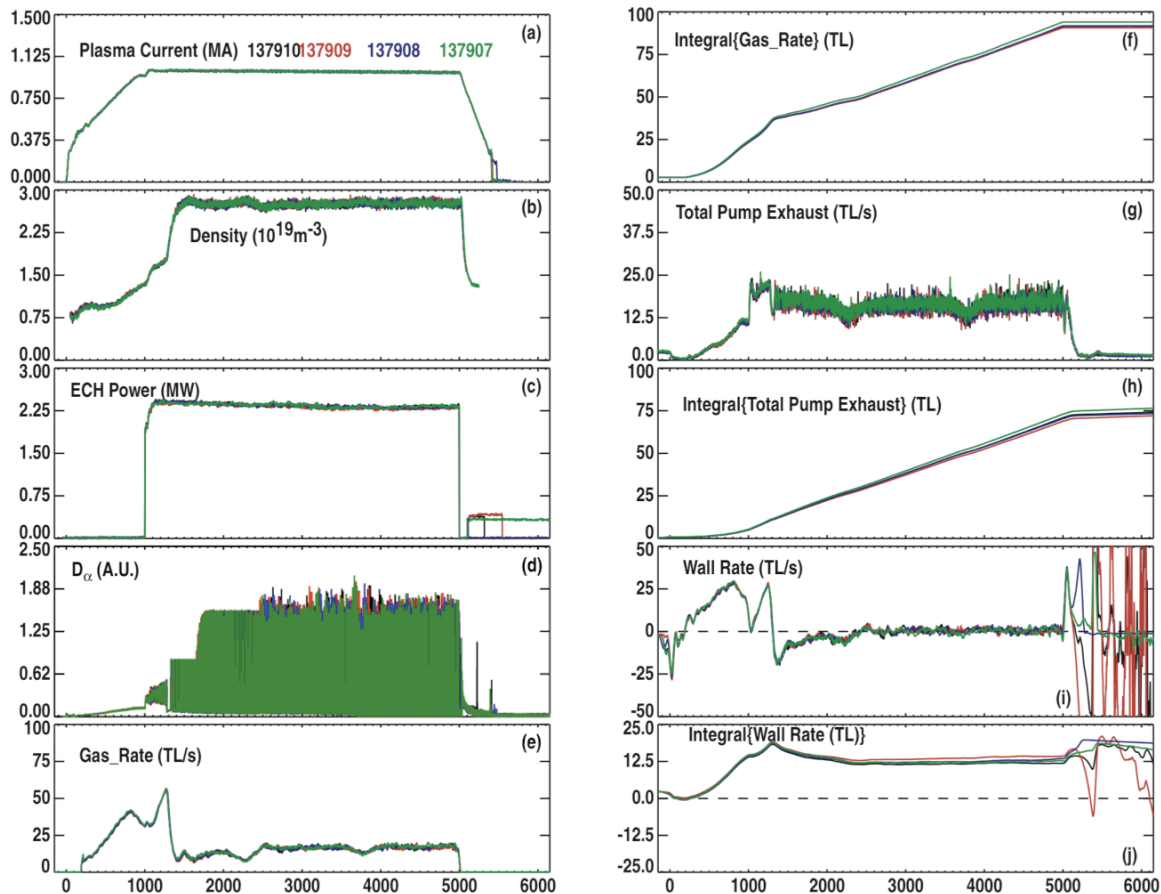 1.500
(a)
Plasma Current (MA) 137910 137909 137908 137907
1.125
0.750
0.375
0.000
3.00
(b)
2.25
Density (10^19 m^-3)
1.50
0.75
0.00
3.00
ECH Power (MW)
(c)
2.25
1.50
0.75
0.00
2.50
Dα (A.U.)
(d)
1.88
1.25
0.62
0.00
100
Gas_Rate (TL/s)
(e)
75
50
25
0
0 1000 2000 3000 4000 5000 6000
100
Integral{Gas_Rate} (TL)
(f)
75
50
25
0
50.0
Total Pump Exhaust (TL/s)
(g)
37.5
25.0
12.5
0.0
100
Integral{Total Pump Exhaust} (TL)
(h)
75
50
25
0
50
Wall Rate (TL/s)
25
0
-25
(i)
-50
25.0
Integral{Wall Rate (TL)}
12.5
0.0
-12.5
-25.0
(j)
0 1000 2000 3000 4000 5000 6000